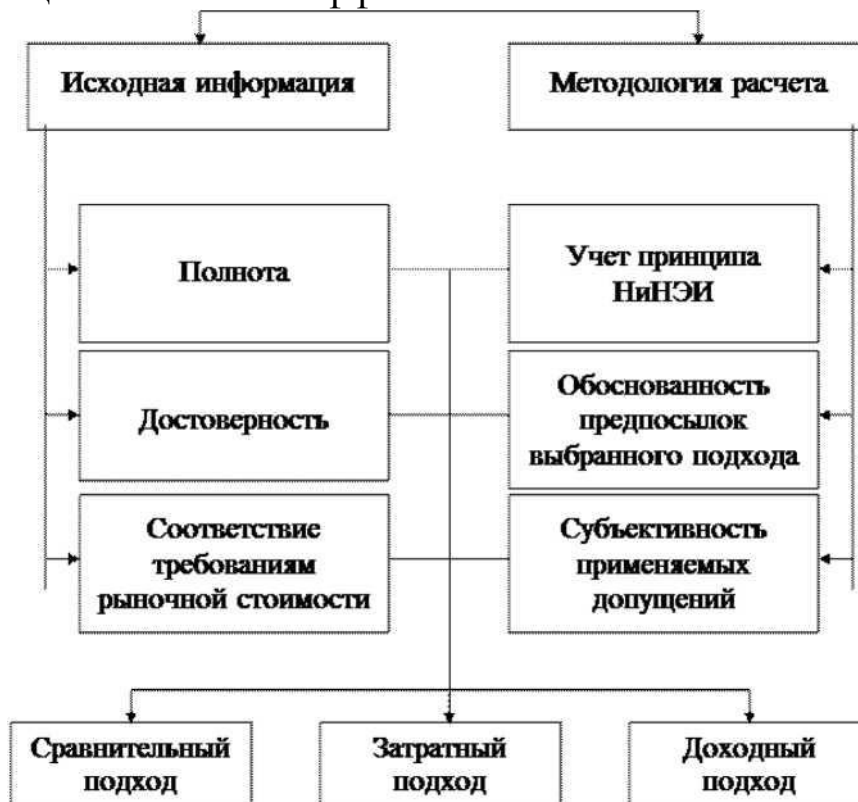 Исходная информация
Методология расчета
Полнота
Учет принципа
НиНЭИ
Достоверность
Обоснованность
предпосылок
выбранного подхода
Соответствие
требованиям
рыночной стоимости
Субъективность
применяемых
допущений
Сравнительный
подход
Затратный
подход
Доходный
подход